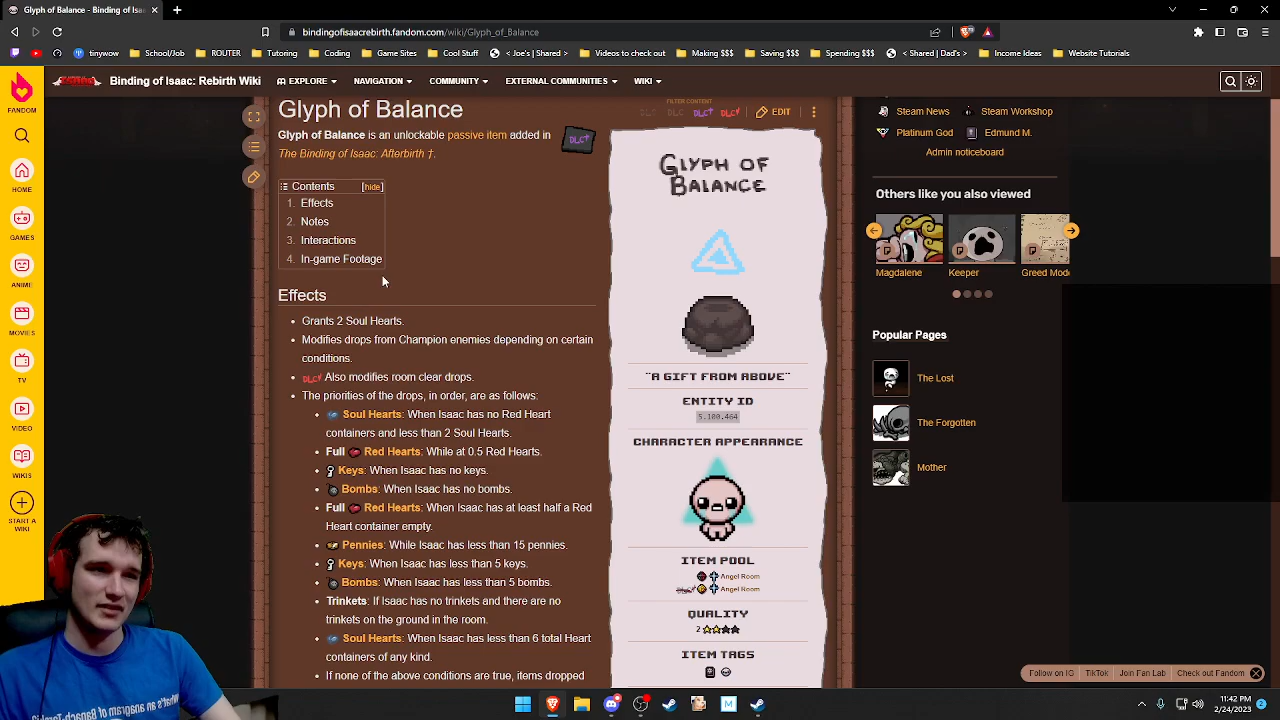 Glyph of Balance - Binding of Isaa
bindingofisaacrebirth.fandom.com/wiki/Glyph_of_Balance
tinywow
School/Job
ROUTER
Tutorial
Coding
Game Sites
< (Joe's) | Shared >
Videos to check out
Making $$$
Saving $$$
Spending $$$
< Shared | Dad's >
Income Ideas
Website Tutorials
FANDOM
HOME
GAMES
ANIME
MOVIES
TV
VIDEO
WIKIS
START A WIKI
Binding of Isaac: Rebirth Wiki
EXPLORE
NAVIGATION
COMMUNITY
EXTERNAL COMMUNITIES
WIKI
Glyph of Balance
FILTER CONTENT
EDIT
Glyph of Balance is an unlockable passive item added in
The Binding of Isaac: Afterbirth †.
DLC†
Contents [hide]
1. Effects
2. Notes
3. Interactions
4. In-game Footage
Effects
Grants 2 Soul Hearts.
Modifies drops from Champion enemies depending on certain
conditions.
Also modifies room clear drops.
The priorities of the drops, in order, are as follows:
Soul Hearts: When Isaac has no Red Heart
containers and less than 2 Soul Hearts.
Full Red Hearts: While at 0.5 Red Hearts.
Keys: When Isaac has no keys.
Bombs: When Isaac has no bombs.
Full Red Hearts: When Isaac has at least half a Red
Heart container empty.
Pennies: While Isaac has less than 15 pennies.
Keys: When Isaac has less than 5 keys.
Bombs: When Isaac has less than 5 bombs.
Trinkets: If Isaac has no trinkets and there are no
trinkets on the ground in the room.
Soul Hearts: When Isaac has less than 6 total Heart
containers of any kind.
If none of the above conditions are true, items dropped
Glyph of
Balance
"A GIFT FROM ABOVE"
ENTITY ID
5.100.464
CHARACTER APPEARANCE
ITEM POOL
Angel Room
Angel Room
QUALITY
2
ITEM TAGS
Steam News
Steam Workshop
Platinum God
Edmund M.
Admin noticeboard
Others like you also viewed
Magdalene
Keeper
Greed Mode
Popular Pages
The Lost
The Forgotten
Mother
Follow on IG
TikTok
Join Fan Lab
Check out Fandom
11:42 PM
2/24/2023
2